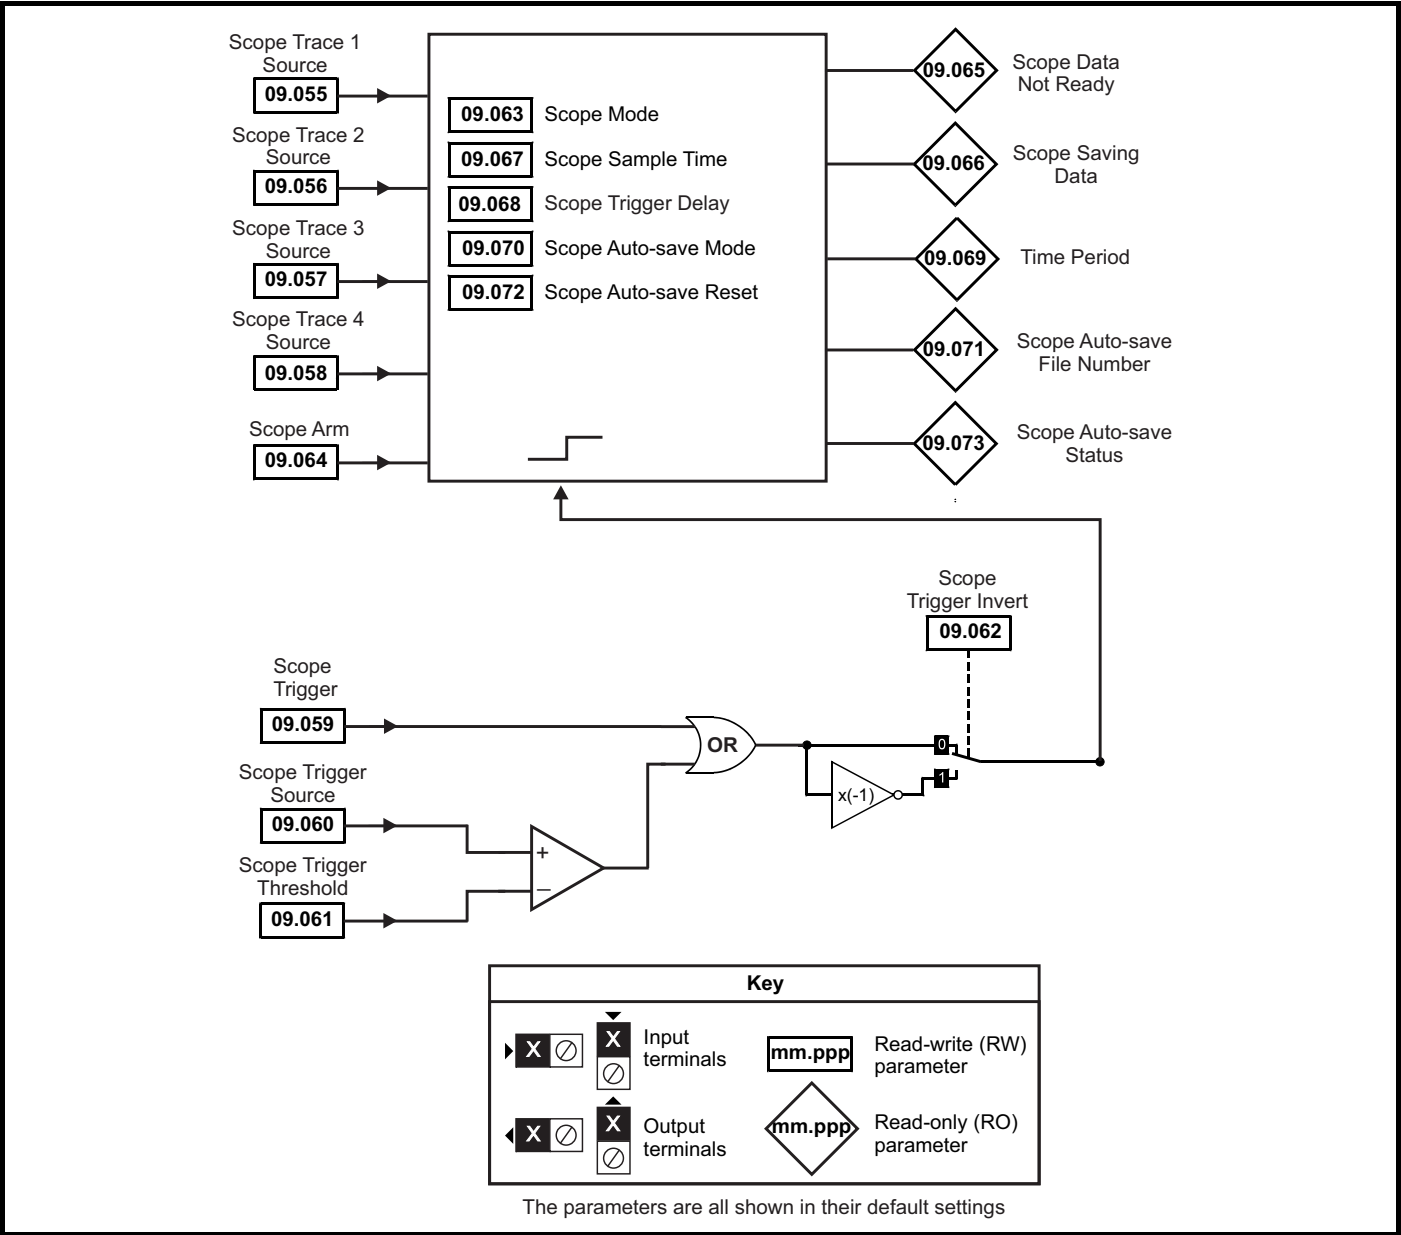 Scope Trace 1
Source
09.055
Scope Trace 2
Source
09.056
Scope Trace 3
Source
09.057
Scope Trace 4
Source
09.058
Scope Arm
09.064
09.063 Scope Mode
09.067 Scope Sample Time
09.068 Scope Trigger Delay
09.070 Scope Auto-save Mode
09.072 Scope Auto-save Reset
09.065
Scope Data
Not Ready
09.066
Scope Saving
Data
09.069
Time Period
09.071
Scope Auto-save
File Number
09.073
Scope Auto-save
Status
Scope
Trigger Invert
09.062
Scope
Trigger
09.059
Scope Trigger
Source
09.060
Scope Trigger
Threshold
09.061
+
–
OR
x(-1)
0
1
Key
X
X
Input
terminals
mm.ppp
Read-write (RW)
parameter
X
X
Output
terminals
mm.ppp
Read-only (RO)
parameter
The parameters are all shown in their default settings